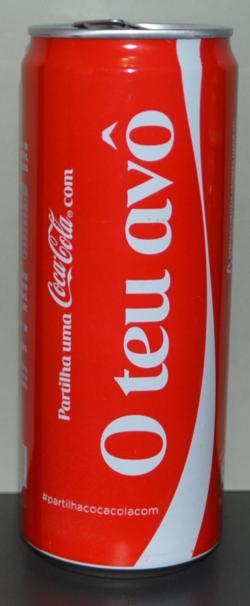 Partilha uma Coca-Cola® com
O teu avô
#partilhacocacolacom